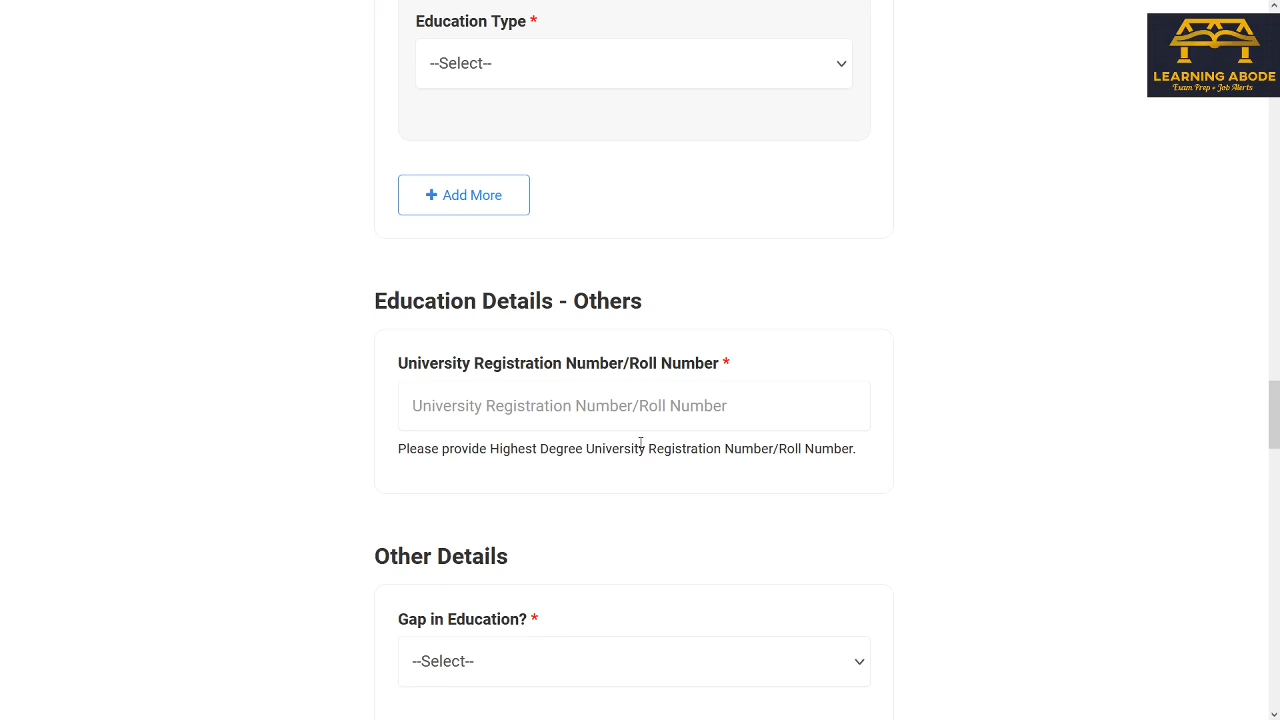 Education Type *
--Select--
LEARNING ABODE
Exam Prep + Job Alerts
+ Add More
Education Details - Others
University Registration Number/Roll Number *
University Registration Number/Roll Number
Please provide Highest Degree University Registration Number/Roll Number.
Other Details
Gap in Education? *
--Select--